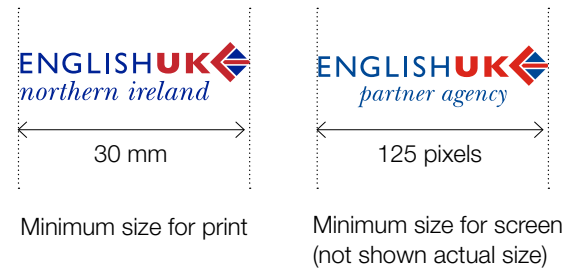 ENGLISHUK
northern ireland
30 mm
Minimum size for print
ENGLISHUK
partner agency
125 pixels
Minimum size for screen
(not shown actual size)